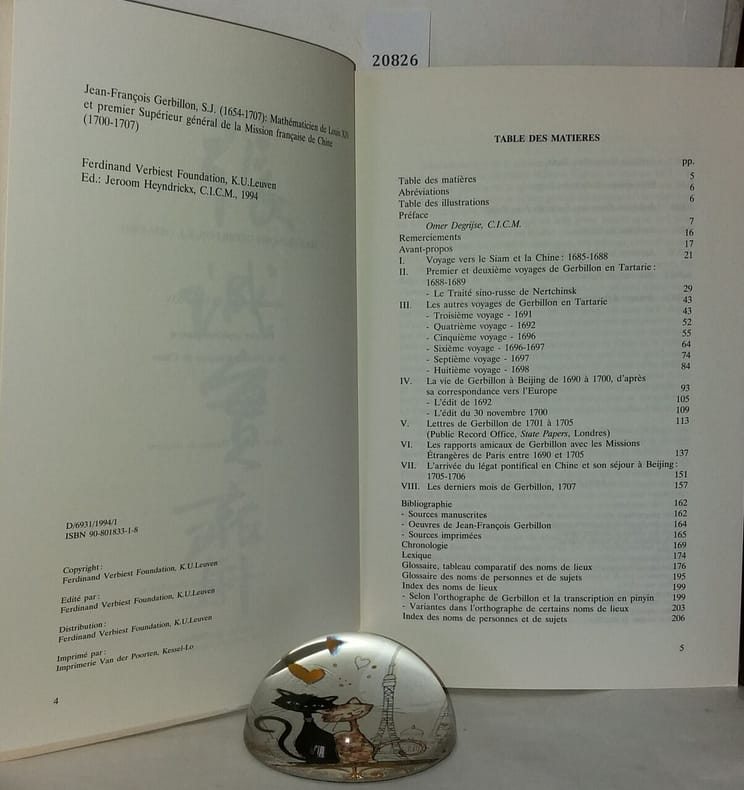 Jean-François Gerbillon, S.J. (1654-1707): Mathématicien de Louis XIV
et premier Supérieur général de la Mission française de Chine
(1700-1707)
Ferdinand Verbiest Foundation, K.U.Leuven
Ed.: Jeroom Heyndrickx, C.I.C.M., 1994
D/6931/1994/1
ISBN 90-801833-1-8
Copyright:
Ferdinand Verbiest Foundation, K.U.Leuven
Edité par:
Ferdinand Verbiest Foundation, K.U.Leuven
Distribution:
Ferdinand Verbiest Foundation, K.U.Leuven
Imprimé par:
Imprimerie Van der Poorten, Kessel-Lo
4
20826
TABLE DES MATIERES
pp.
Table des matières 5
Abréviations 6
Table des illustrations 6
Préface
Omer Degrijse, C.I.C.M. 7
Remerciements 16
Avant-propos 17
I. Voyage vers le Siam et la Chine: 1685-1688 21
II. Premier et deuxième voyages de Gerbillon en Tartarie:
1688-1689
- Le Traité sino-russe de Nertchinsk 29
III. Les autres voyages de Gerbillon en Tartarie 43
- Troisième voyage - 1691 43
- Quatrième voyage - 1692 52
- Cinquième voyage - 1696 55
- Sixième voyage - 1696-1697 64
- Septième voyage - 1697 74
- Huitième voyage - 1698 84
IV. La vie de Gerbillon à Beijing de 1690 à 1700, d'après
sa correspondance vers l'Europe 93
- L'édit de 1692 105
- L'édit du 30 novembre 1700 109
V. Lettres de Gerbillon de 1701 à 1705 113
(Public Record Office, State Papers, Londres)
VI. Les rapports amicaux de Gerbillon avec les Missions
Étrangères de Paris entre 1690 et 1705 137
VII. L'arrivée du légat pontifical en Chine et son séjour à Beijing:
1705-1706 151
VIII. Les derniers mois de Gerbillon, 1707 157
Bibliographie 162
- Sources manuscrites 162
- Oeuvres de Jean-François Gerbillon 164
- Sources imprimées 165
Chronologie 169
Lexique 174
Glossaire, tableau comparatif des noms de lieux 176
Glossaire des noms de personnes et de sujets 195
Index des noms de lieux 199
- Selon l'orthographe de Gerbillon et la transcription en pinyin 199
- Variantes dans l'orthographe de certains noms de lieux 203
Index des noms de personnes et de sujets 206
5